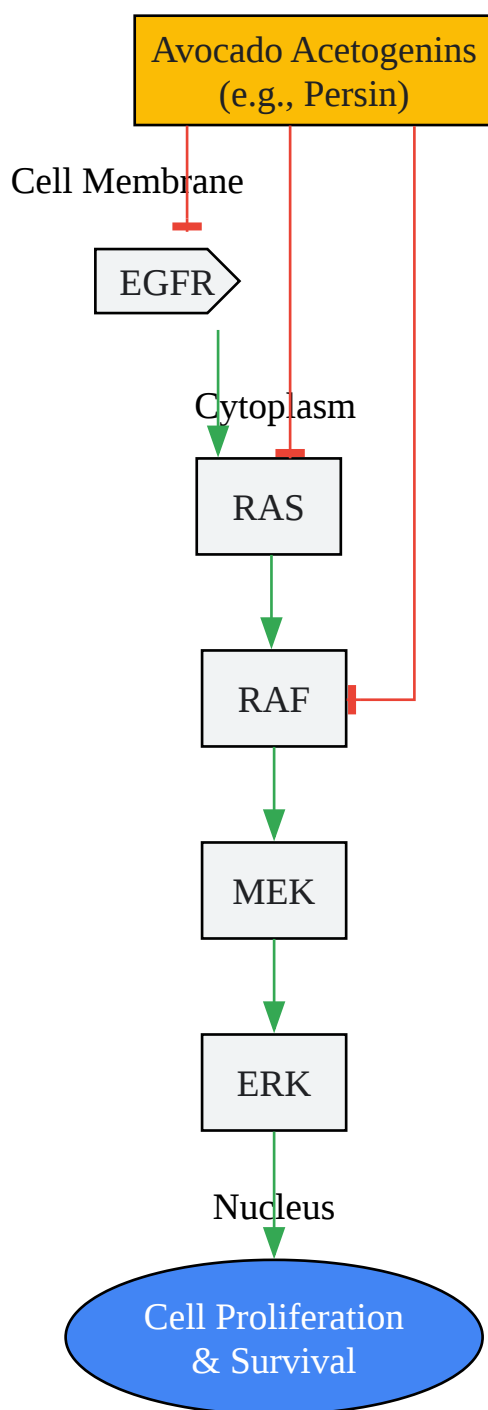 Avocado Acetogenins
(e.g., Persin)
Cell Membrane
EGFR
Cytoplasm
RAS
RAF
MEK
ERK
Nucleus
Cell Proliferation
& Survival